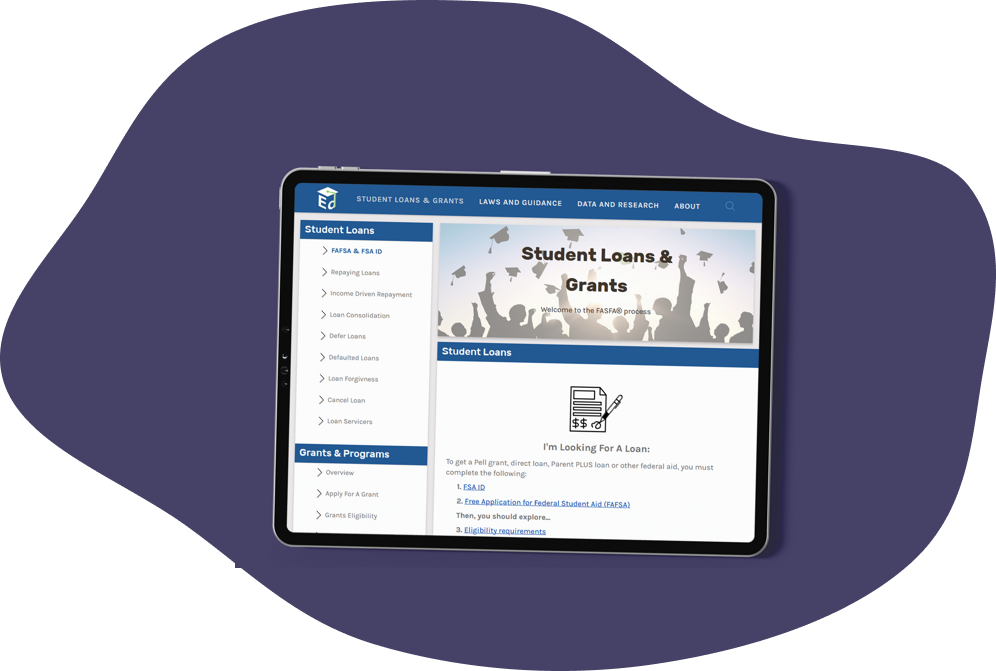 Ed
STUDENT LOANS & GRANTS
LAWS AND GUIDANCE
DATA AND RESEARCH
ABOUT
Student Loans
FAFSA & FSA ID
Repaying Loans
Income Driven Repayment
Loan Consolidation
Defer Loans
Defaulted Loans
Loan Forgivness
Cancel Loan
Loan Servicers
Grants & Programs
Overview
Apply For A Grant
Grants Eligibility
Student Loans &
Grants
Welcome to the FASFA® process
Student Loans
$$
I'm Looking For A Loan:
To get a Pell grant, direct loan, Parent PLUS loan or other federal aid, you must
complete the following:
1. FSA ID
2. Free Application for Federal Student Aid (FAFSA)
Then, you should explore...
3. Eligibility requirements